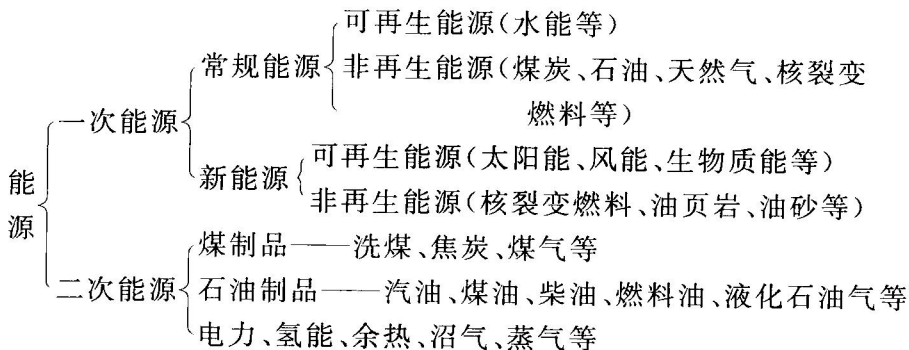 可再生能源(水能等)
常规能源
非再生能源(煤炭、石油、天然气、核裂变
燃料等)
一次能源
可再生能源(太阳能、风能、生物质能等)
新能源
非再生能源(核裂变燃料、油页岩、油砂等)
能源
煤制品——洗煤、焦炭、煤气等
二次能源
石油制品——汽油、煤油、柴油、燃料油、液化石油气等
电力、氢能、余热、沼气、蒸气等